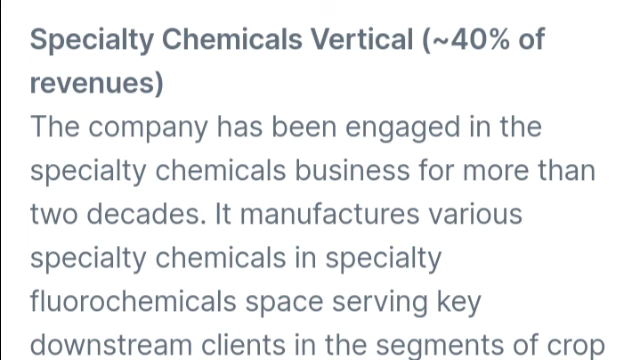 Specialty Chemicals Vertical (~40% of
revenues)
The company has been engaged in the
specialty chemicals business for more than
two decades. It manufactures various
specialty chemicals in specialty
fluorochemicals space serving key
downstream clients in the segments of crop